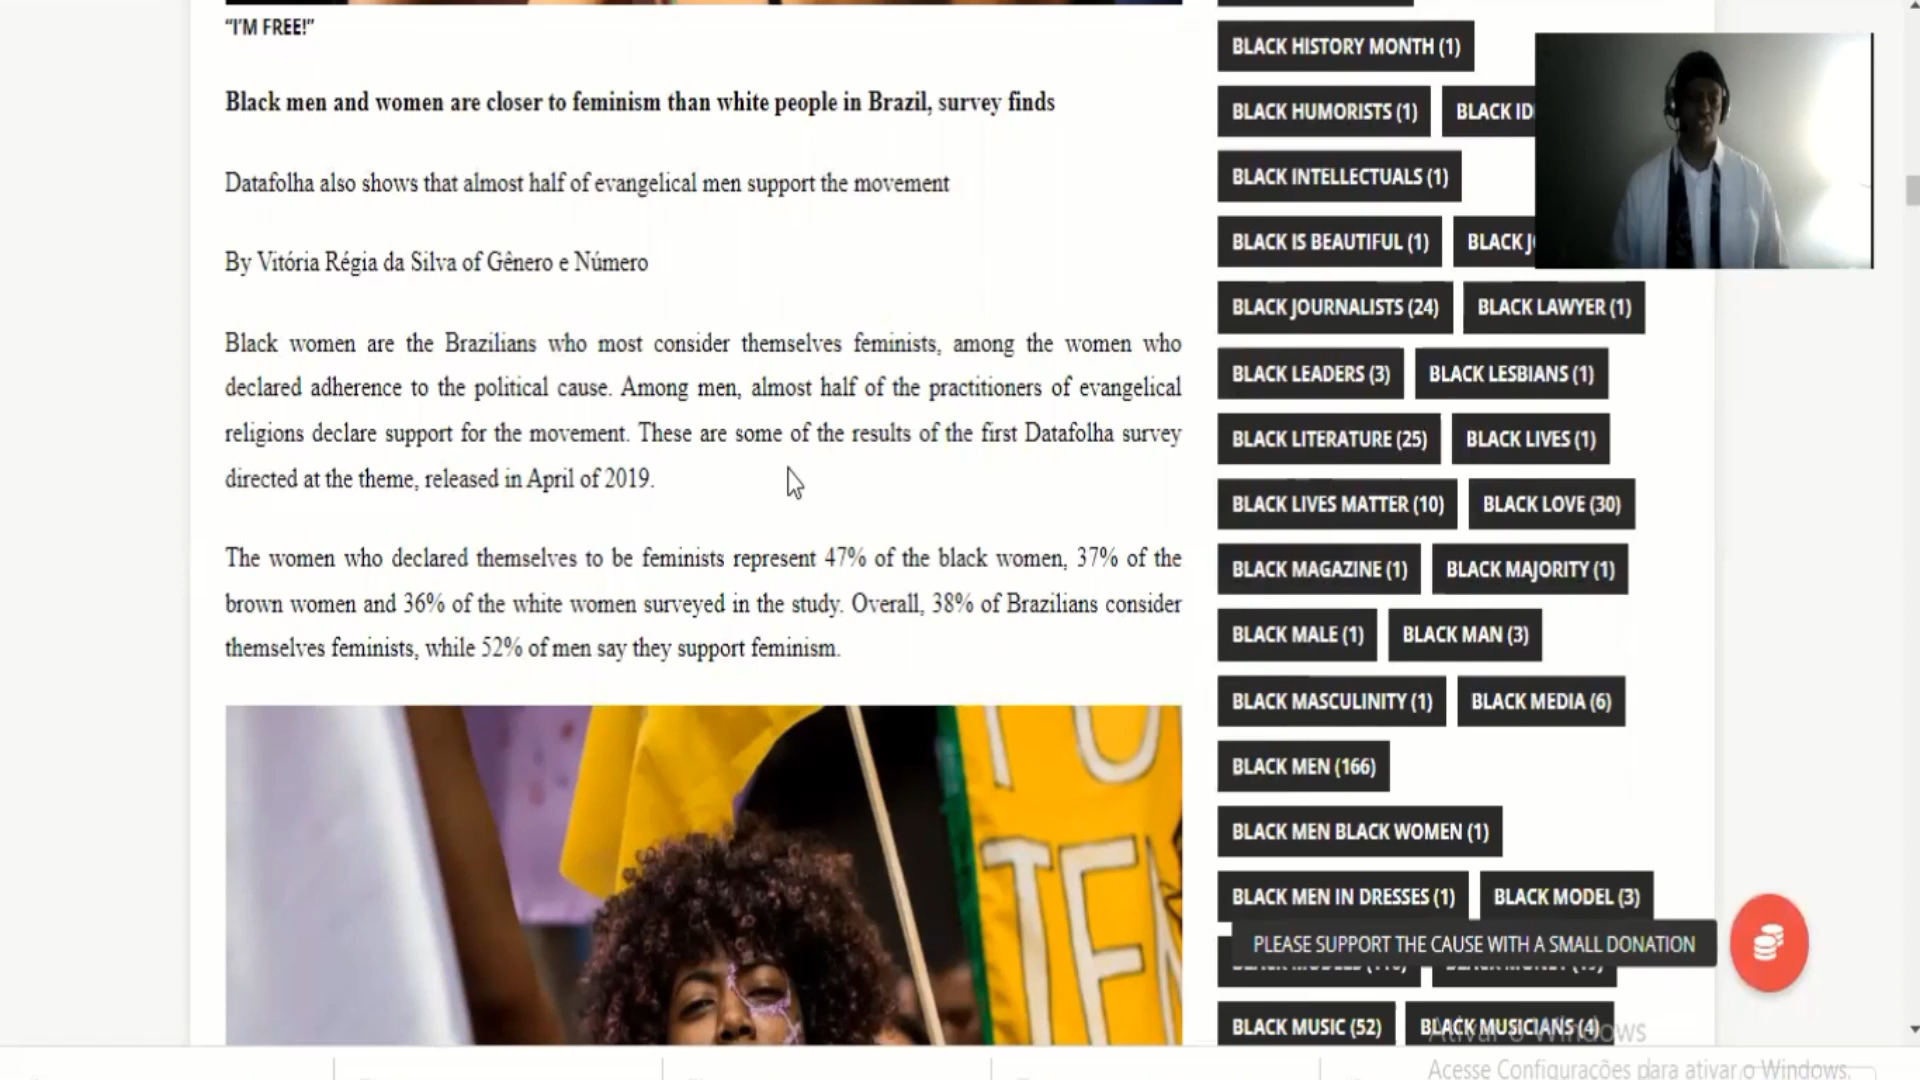 “I’M FREE!”
Black men and women are closer to feminism than white people in Brazil, survey finds
Datafolha also shows that almost half of evangelical men support the movement
By Vitória Régia da Silva of Gênero e Número
Black women are the Brazilians who most consider themselves feminists, among the women who
declared adherence to the political cause. Among men, almost half of the practitioners of evangelical
religions declare support for the movement. These are some of the results of the first Datafolha survey
directed at the theme, released in April of 2019.
The women who declared themselves to be feminists represent 47% of the black women, 37% of the
brown women and 36% of the white women surveyed in the study. Overall, 38% of Brazilians consider
themselves feminists, while 52% of men say they support feminism.
BLACK HISTORY MONTH (1)
BLACK HUMORISTS (1) BLACK
BLACK INTELLECTUALS (1)
BLACK IS BEAUTIFUL (1) BLACK
BLACK JOURNALISTS (24) BLACK LAWYER (1)
BLACK LEADERS (3) BLACK LESBIANS (1)
BLACK LITERATURE (25) BLACK LIVES (1)
BLACK LIVES MATTER (10) BLACK LOVE (30)
BLACK MAGAZINE (1) BLACK MAJORITY (1)
BLACK MALE (1) BLACK MAN (3)
BLACK MASCULINITY (1) BLACK MEDIA (6)
BLACK MEN (166)
BLACK MEN BLACK WOMEN (1)
BLACK MEN IN DRESSES (1) BLACK MODEL (3)
PLEASE SUPPORT THE CAUSE WITH A SMALL DONATION
BLACK MUSIC (52) BLACK MUSICIANS (4)
Ativar o Windows
Acesse Configurações para ativar o Windows.